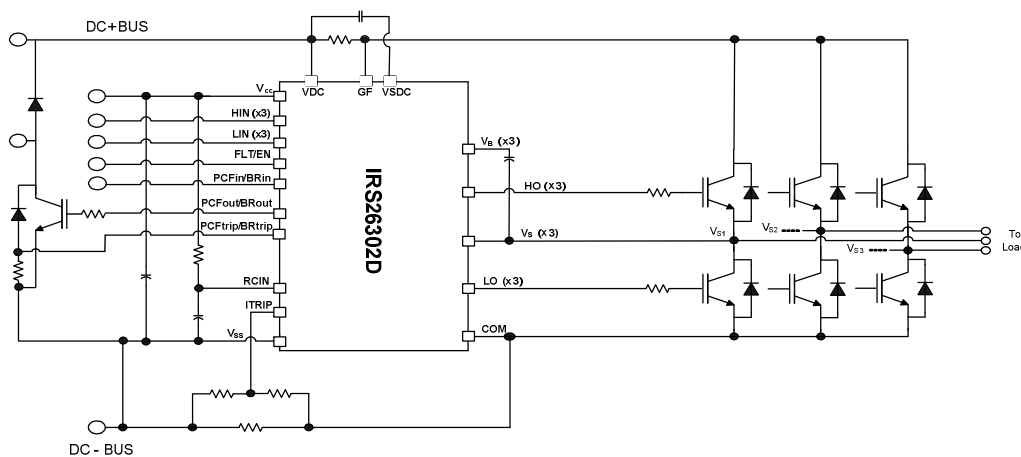 DC+BUS
VDC
GF
VSDC
Vcc
HIN (x3)
LIN (x3)
FLT/EN
PCFin/BRin
PCFout/BRout
PCFtrip/BRtrip
RCIN
ITRIP
Vss
IRS26302D
VB (x3)
HO (x3)
VS (x3)
LO (x3)
COM
VS1
VS2
VS3
To
Load
DC - BUS